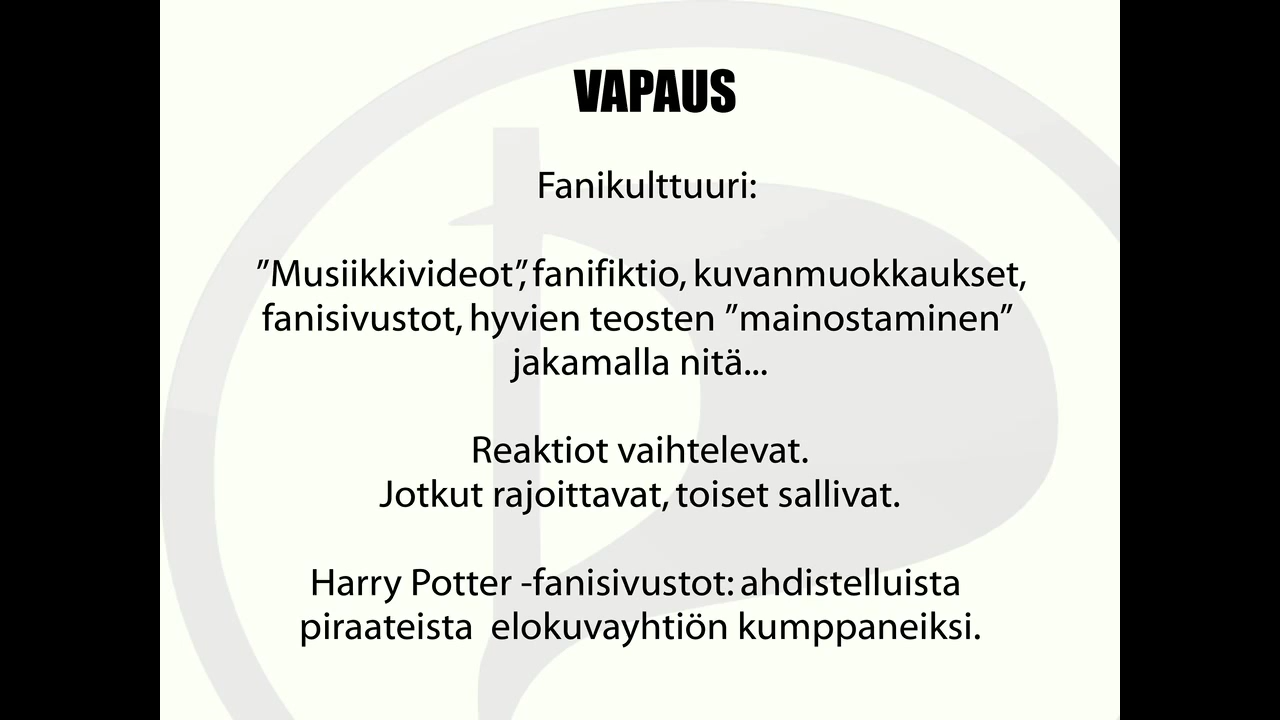 VAPAUS
Fanikulttuuri:
”Musiikkivideot”, fanifiktio, kuvanmuokkaukset,
fanisivustot, hyvien teosten ”mainostaminen”
jakamalla nitä...
Reaktiot vaihtelevat.
Jotkut rajoittavat, toiset sallivat.
Harry Potter -fanisivustot: ahdistelluista
piraateista elokuvayhtiön kumppaneiksi.